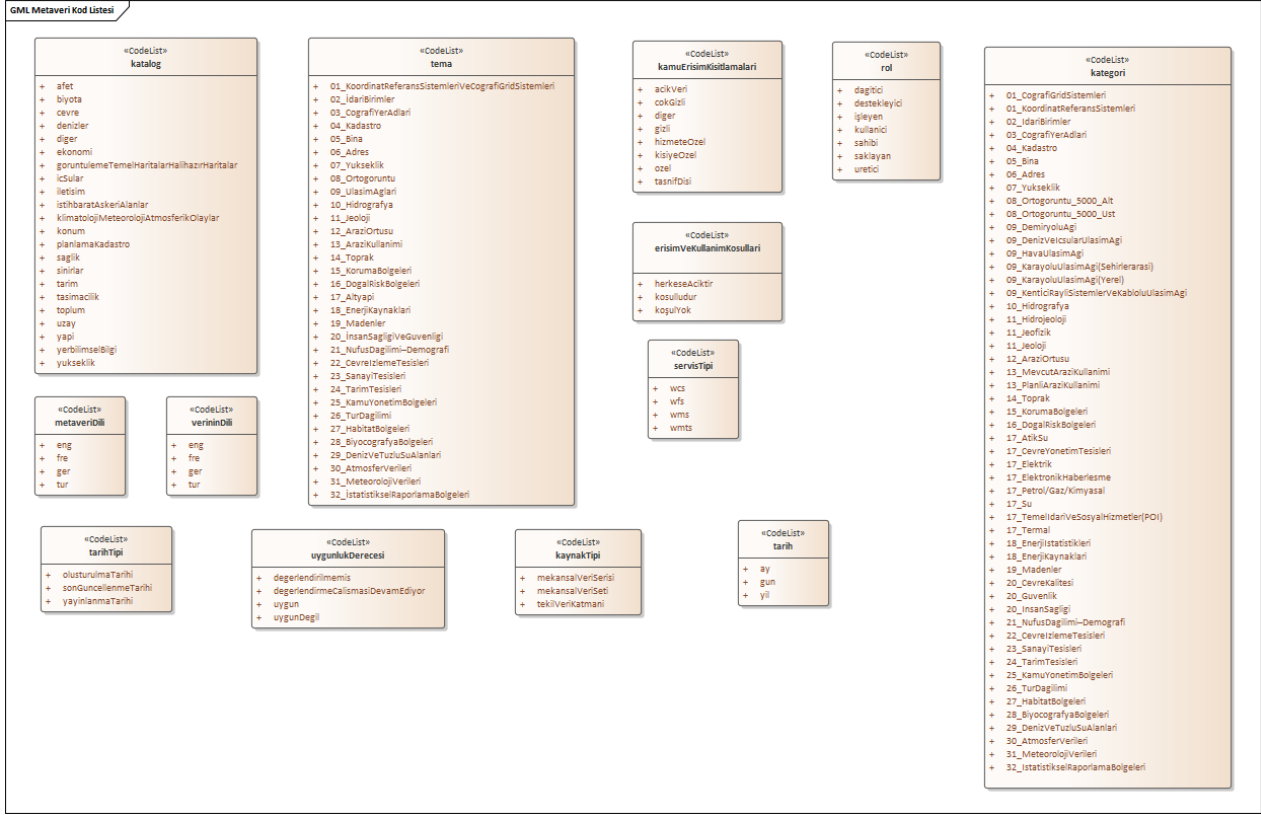 GML Metaveri Kod Listesi
«CodeList»
katalog
+ afet
+ biyota
+ cevre
+ denizler
+ diger
+ ekonomi
+ goruntulemeTemelHaritalarHalihazırHaritalar
+ icSular
+ iletisim
+ istihbaratAskeriAlanlar
+ klimatolojiMeteorolojiAtmosferikOlaylar
+ konum
+ planlamaKadastro
+ saglik
+ sinirlar
+ tarim
+ tasimacilik
+ toplum
+ uzay
+ yapi
+ yerbilimselBilgi
+ yukseklik
«CodeList»
tema
+ 01_KoordinatReferansSistemleriVeCografiGridSistemleri
+ 02_İdariBirimler
+ 03_CografiYerAdlari
+ 04_Kadastro
+ 05_Bina
+ 06_Adres
+ 07_Yukseklik
+ 08_Ortogoruntu
+ 09_UlasimAglari
+ 10_Hidrografya
+ 11_Jeoloji
+ 12_AraziOrtusu
+ 13_AraziKullanimi
+ 14_Toprak
+ 15_KorumaBolgeleri
+ 16_DogalRiskBolgeleri
+ 17_Altyapi
+ 18_EnerjiKaynaklari
+ 19_Madenler
+ 20_İnsanSagligiVeGuvenligi
+ 21_NufusDagilimi–Demografi
+ 22_CevreIzlemeTesisleri
+ 23_SanayiTesisleri
+ 24_TarimTesisleri
+ 25_KamuYonetimBolgeleri
+ 26_TurDagilimi
+ 27_HabitatBolgeleri
+ 28_BiyocografyaBolgeleri
+ 29_DenizVeTuzluSuAlanlari
+ 30_AtmosferVerileri
+ 31_MeteorolojiVerileri
+ 32_İstatistikselRaporlamaBolgeleri
«CodeList»
kamuErisimKisitlamalari
+ acikVeri
+ cokGizli
+ diger
+ gizli
+ hizmeteOzel
+ kisiyeOzel
+ ozel
+ tasnifDisi
«CodeList»
rol
+ dagitici
+ destekleyici
+ işleyen
+ kullanici
+ sahibi
+ saklayan
+ uretici
«CodeList»
kategori
+ 01_CografiGridSistemleri
+ 01_KoordinatReferansSistemleri
+ 02_IdariBirimler
+ 03_CografiYerAdlari
+ 04_Kadastro
+ 05_Bina
+ 06_Adres
+ 07_Yukseklik
+ 08_Ortogoruntu_5000_Alt
+ 08_Ortogoruntu_5000_Ust
+ 09_DemiryoluAgi
+ 09_DenizVeIcsularUlasimAgi
+ 09_HavaUlasimAgi
+ 09_KarayoluUlasimAgi(Sehirlerarasi)
+ 09_KarayoluUlasimAgi(Yerel)
+ 09_KenticiRayliSistemlerVeKabloluUlasimAgi
+ 10_Hidrografya
+ 11_Hidrojeoloji
+ 11_Jeofizik
+ 11_Jeoloji
+ 12_AraziOrtusu
+ 13_MevcutAraziKullanimi
+ 13_PlanliAraziKullanimi
+ 14_Toprak
+ 15_KorumaBolgeleri
+ 16_DogalRiskBolgeleri
+ 17_AtikSu
+ 17_CevreYonetimTesisleri
+ 17_Elektrik
+ 17_ElektronikHaberlesme
+ 17_Petrol/Gaz/Kimyasal
+ 17_Su
+ 17_TemelIdariVeSosyalHizmetler(POI)
+ 17_Termal
+ 18_EnerjiIstatistikleri
+ 18_EnerjiKaynaklari
+ 19_Madenler
+ 20_CevreKalitesi
+ 20_Guvenlik
+ 20_InsanSagligi
+ 21_NufusDagilimi–Demografi
+ 22_CevreIzlemeTesisleri
+ 23_SanayiTesisleri
+ 24_TarimTesisleri
+ 25_KamuYonetimBolgeleri
+ 26_TurDagilimi
+ 27_HabitatBolgeleri
+ 28_BiyocografyaBolgeleri
+ 29_DenizVeTuzluSuAlanlari
+ 30_AtmosferVerileri
+ 31_MeteorolojiVerileri
+ 32_IstatistikselRaporlamaBolgeleri
«CodeList»
erisimVeKullanimKosullari
+ herkeseAciktir
+ kosulludur
+ koşulYok
«CodeList»
servisTipi
+ wcs
+ wfs
+ wms
+ wmts
«CodeList»
metaveriDili
+ eng
+ fre
+ ger
+ tur
«CodeList»
verininDili
+ eng
+ fre
+ ger
+ tur
«CodeList»
tarihTipi
+ olusturulmaTarihi
+ sonGuncellenmeTarihi
+ yayinlanmaTarihi
«CodeList»
uygunlukDerecesi
+ degerlendirilmemis
+ degerlendirmeCalismasiDevamEdiyor
+ uygun
+ uygunDegil
«CodeList»
kaynakTipi
+ mekansalVeriSerisi
+ mekansalVeriSeti
+ tekilVeriKatmani
«CodeList»
tarih
+ ay
+ gun
+ yil